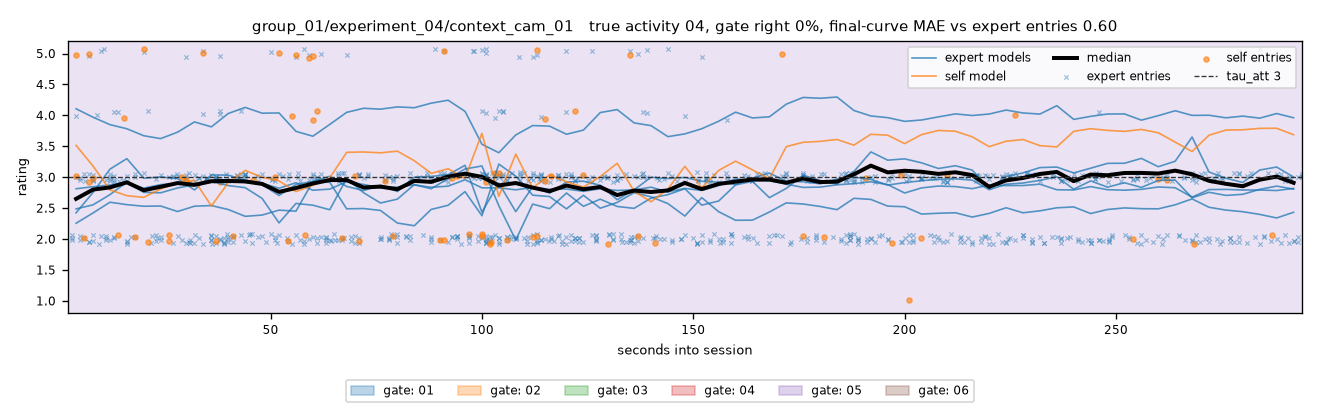 group_01/experiment_04/context_cam_01 true activity 04, gate right 0%, final-curve MAE vs expert entries 0.60
expert models
self model
median
expert entries
self entries
tau_att 3
rating
5.0
4.5
4.0
3.5
3.0
2.5
2.0
1.5
1.0
50 100 150 200 250
seconds into session
gate: 01 gate: 02 gate: 03 gate: 04 gate: 05 gate: 06